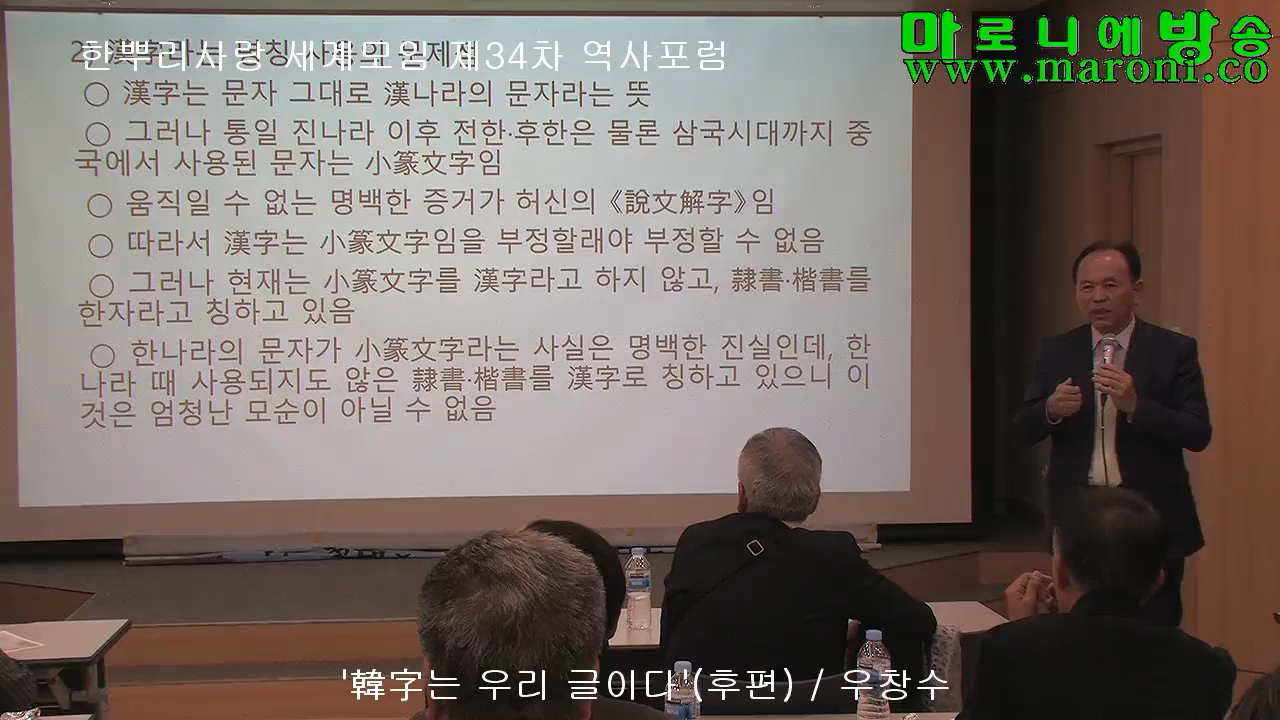 마로니에방송
www.maroni.co
한뿌리사랑 세계모임 제34차 역사포럼
○ 漢字는 문자 그대로 漢나라의 문자라는 뜻
○ 그러나 통일 진나라 이후 전한·후한은 물론 삼국시대까지 중
국에서 사용된 문자는 小篆文字임
○ 움직일 수 없는 명백한 증거가 허신의 《說文解字》임
○ 따라서 漢字는 小篆文字임을 부정할래야 부정할 수 없음
○ 그러나 현재는 小篆文字를 漢字라고 하지 않고, 隸書·楷書를
한자라고 칭하고 있음
○ 한나라의 문자가 小篆文字라는 사실은 명백한 진실인데, 한
나라 때 사용되지도 않은 隸書·楷書를 漢字로 칭하고 있으니 이
것은 엄청난 모순이 아닐 수 없음
'韓字는 우리 글이다'(후편) / 우창수